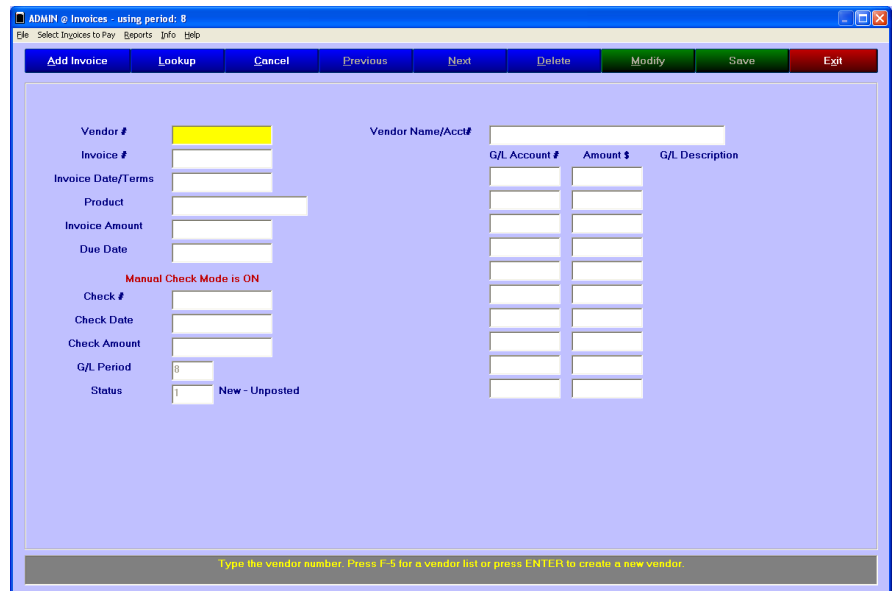 ADMIN @ Invoices - using period: 8
File Select Invoices to Pay Reports Info Help
Add Invoice Lookup Cancel Previous Next Delete Modify Save Exit
Vendor # Vendor Name/Acct#
Invoice # G/L Account # Amount $ G/L Description
Invoice Date/Terms
Product
Invoice Amount
Due Date
Manual Check Mode is ON
Check #
Check Date
Check Amount
G/L Period 8
Status 1 New - Unposted
Type the vendor number. Press F-5 for a vendor list or press ENTER to create a new vendor.